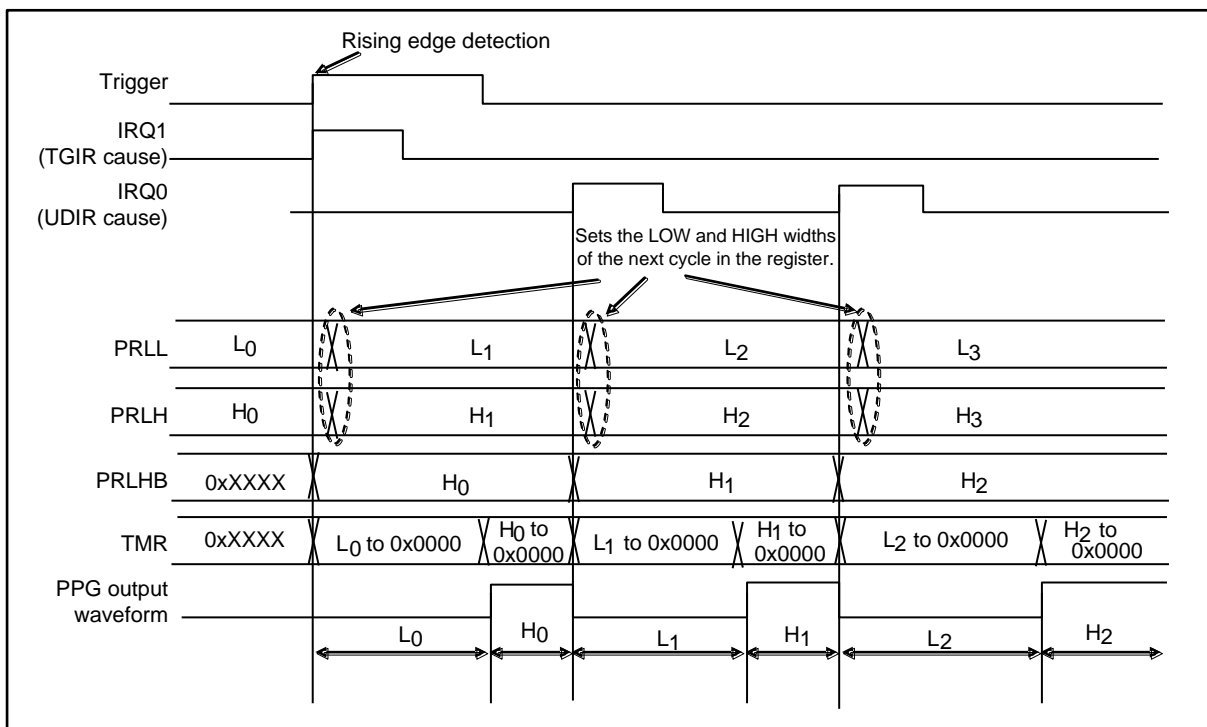 Rising edge detection
Trigger
IRQ1
(TGIR cause)
IRQ0
(UDIR cause)
Sets the LOW and HIGH widths
of the next cycle in the register.
PRLL L0 L1 L2 L3
PRLH H0 H1 H2 H3
PRLHB 0xXXXX H0 H1 H2
TMR 0xXXXX L0 to 0x0000 H0 to 0x0000 L1 to 0x0000 H1 to 0x0000 L2 to 0x0000 H2 to 0x0000
PPG output
waveform
L0 H0 L1 H1 L2 H2